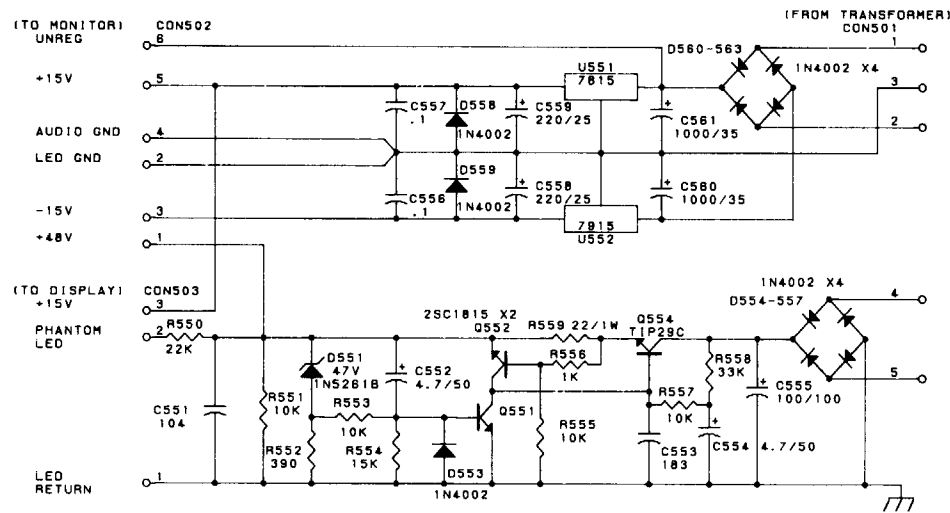 (TO MONITOR) CON502
UNREG 6
(FROM TRANSFORMER)
CON501
1
D560-563
1N4002 X4
+15V 5
U551
7815
3
C557
.1
D558
1N4002
C559
220/25
C561
1000/35
2
AUDIO GND 4
LED GND 2
D559
1N4002
C556
.1
C558
220/25
C560
1000/35
-15V 3
7915
U552
+48V 1
(TO DISPLAY) CON503
+15V 3
1N4002 X4
D554-557
4
2SC1815 X2
Q552
R559 22/1W
Q554
TIP29C
PHANTOM 2
LED
R550
22K
D551
47V
1N5261B
C552
4.7/50
R556
1K
R558
33K
C555
100/100
5
R551
10K
R553
10K
Q551
R557
10K
C551
104
R552
390
R554
15K
R555
10K
C553
183
C554 4.7/50
D553
1N4002
LED 1
RETURN